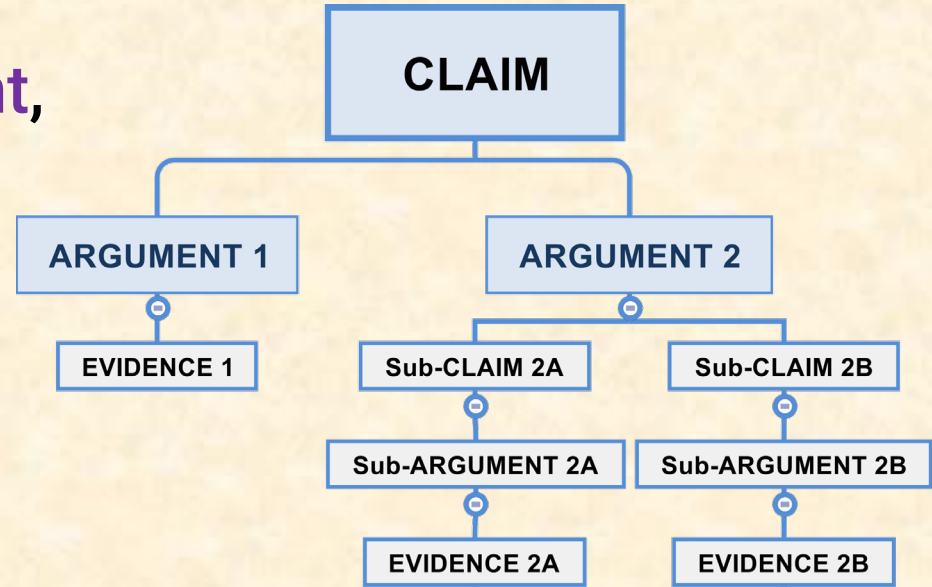 CLAIM
ARGUMENT 1
ARGUMENT 2
EVIDENCE 1
Sub-CLAIM 2A
Sub-CLAIM 2B
Sub-ARGUMENT 2A
Sub-ARGUMENT 2B
EVIDENCE 2A
EVIDENCE 2B